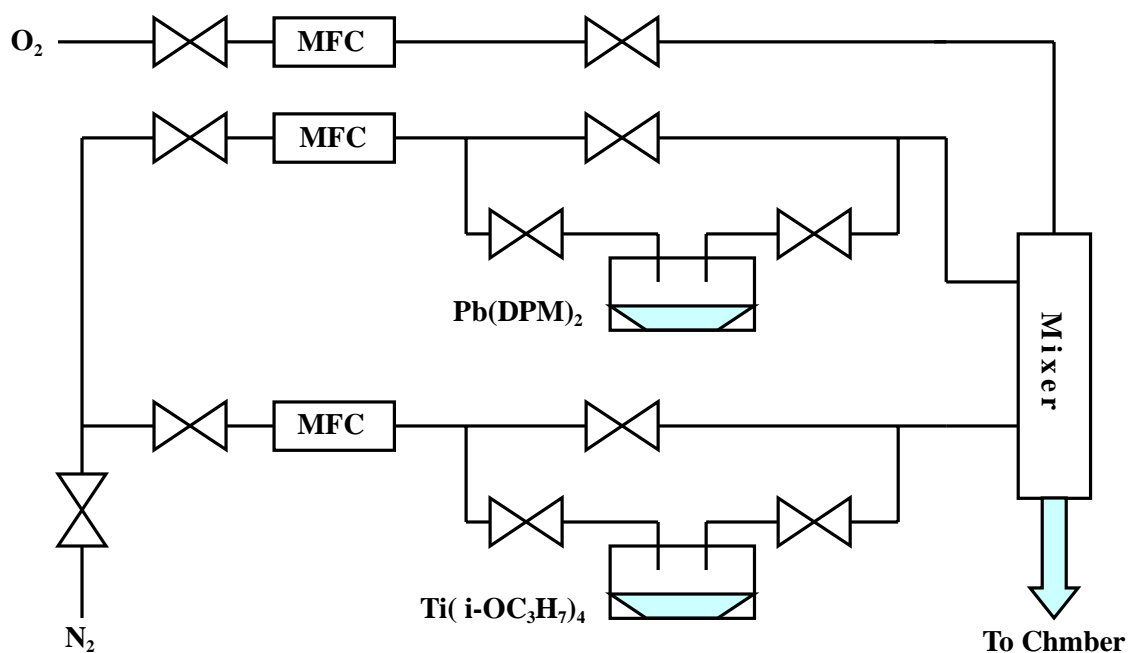 O₂
MFC
MFC
Pb(DPM)₂
Mixer
MFC
Ti( i-OC₃H₇)₄
N₂
To Chmber